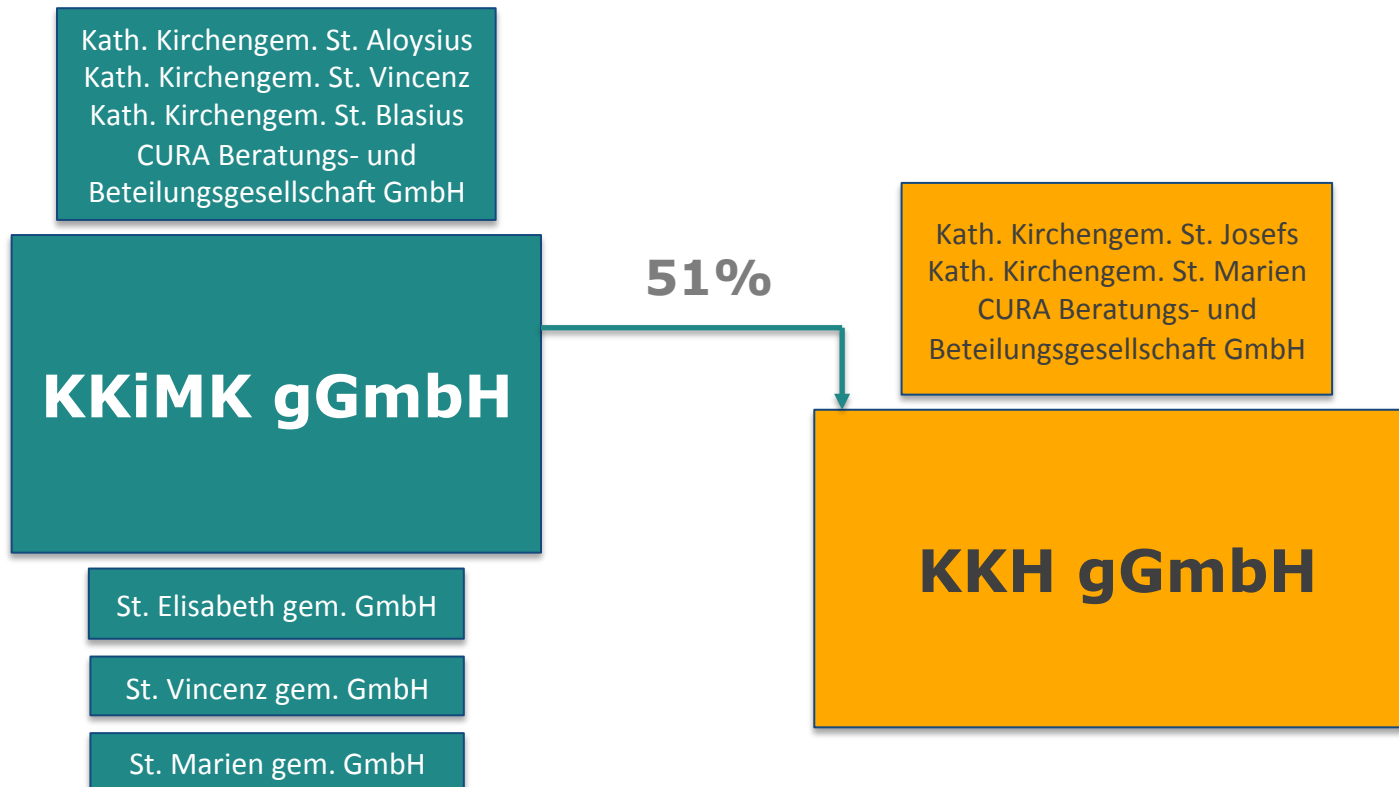 Kath. Kirchengem. St. Aloysius
Kath. Kirchengem. St. Vincenz
Kath. Kirchengem. St. Blasius
CURA Beratungs- und
Beteilungsgesellschaft GmbH
KKiMK gGmbH
St. Elisabeth gem. GmbH
St. Vincenz gem. GmbH
St. Marien gem. GmbH
51%
Kath. Kirchengem. St. Josefs
Kath. Kirchengem. St. Marien
CURA Beratungs- und
Beteilungsgesellschaft GmbH
KKH gGmbH